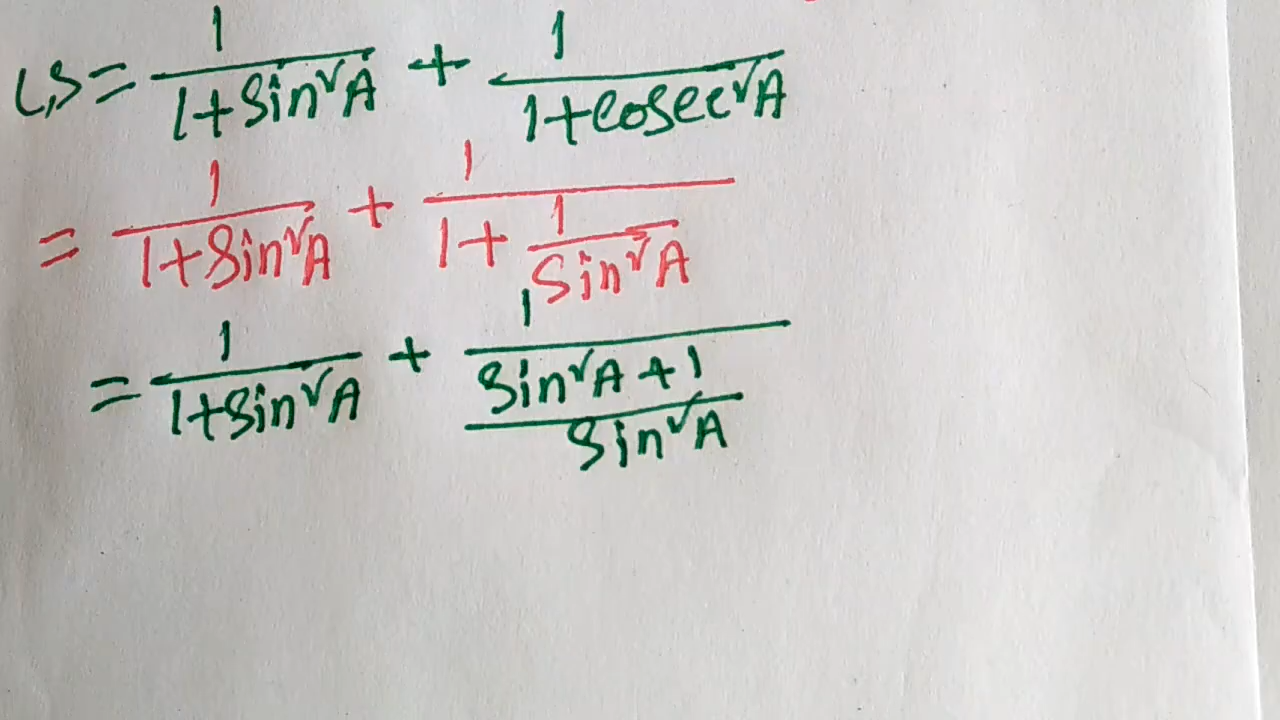 L,S = 1/(1+Sin²A) + 1/(1+Cosec²A)
= 1/(1+Sin²A) + 1/(1+1/Sin²A)
= 1/(1+Sin²A) + 1/((Sin²A+1)/Sin²A)